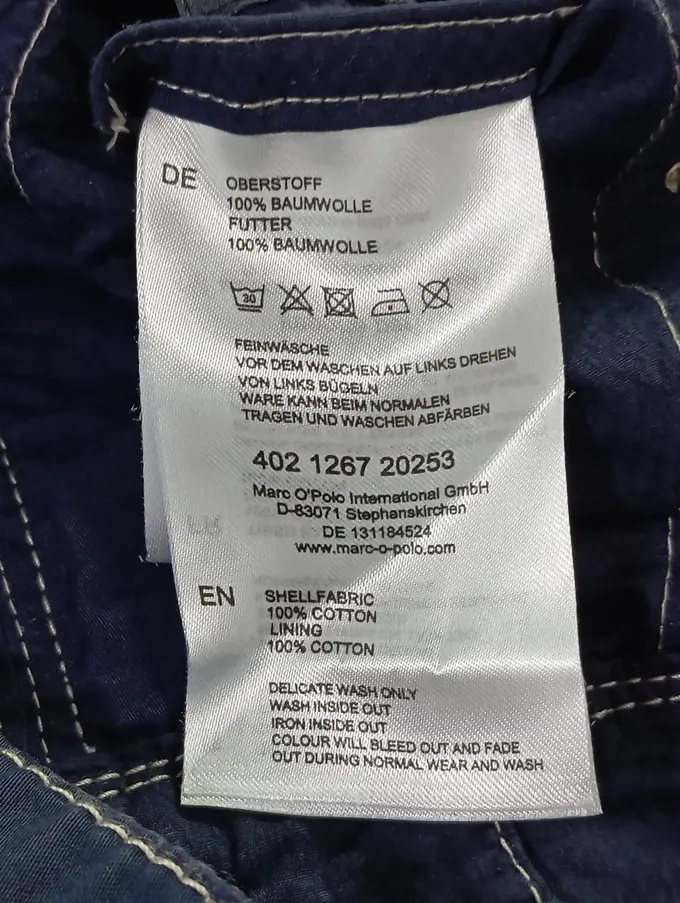 DE
OBERSTOFF
100% BAUMWOLLE
FUTTER
100% BAUMWOLLE
30
FEINWÄSCHE
VOR DEM WASCHEN AUF LINKS DREHEN
VON LINKS BÜGELN
WARE KANN BEIM NORMALEN
TRAGEN UND WASCHEN ABFÄRBEN
402 1267 20253
Marc O'Polo International GmbH
D-83071 Stephanskirchen
DE 131184524
www.marc-o-polo.com
EN
SHELLFABRIC
100% COTTON
LINING
100% COTTON
DELICATE WASH ONLY
WASH INSIDE OUT
IRON INSIDE OUT
COLOUR WILL BLEED OUT AND FADE
OUT DURING NORMAL WEAR AND WASH